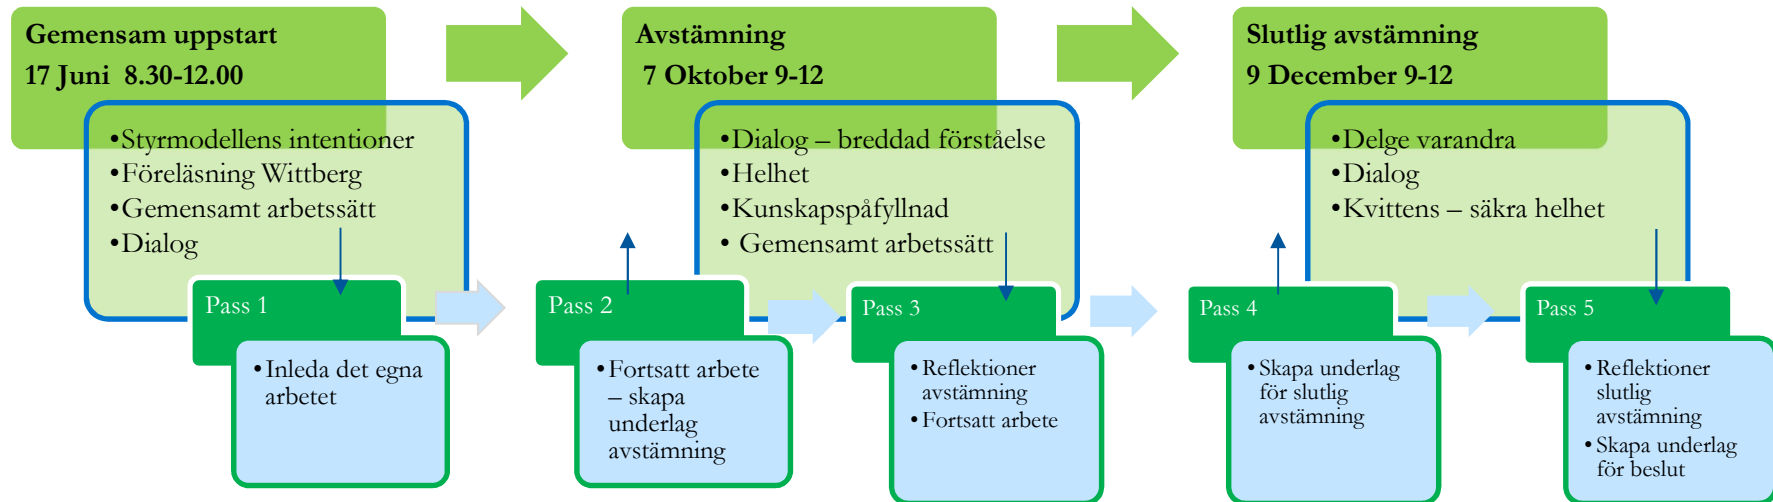 Gemensam uppstart
17 Juni 8.30-12.00
•Styrmodellens intentioner
•Föreläsning Wittberg
•Gemensamt arbetssätt
•Dialog
Avstämning
7 Oktober 9-12
•Dialog – breddad förståelse
•Helhet
•Kunskapspåfyllnad
• Gemensamt arbetssätt
Slutlig avstämning
9 December 9-12
•Delge varandra
•Dialog
•Kvittens – säkra helhet
Pass 1
•Inleda det egna
arbetet
Pass 2
•Fortsatt arbete
– skapa
underlag
avstämning
Pass 3
•Reflektioner
avstämning
•Fortsatt arbete
Pass 4
•Skapa underlag
för slutlig
avstämning
Pass 5
•Reflektioner
slutlig
avstämning
•Skapa underlag
för beslut